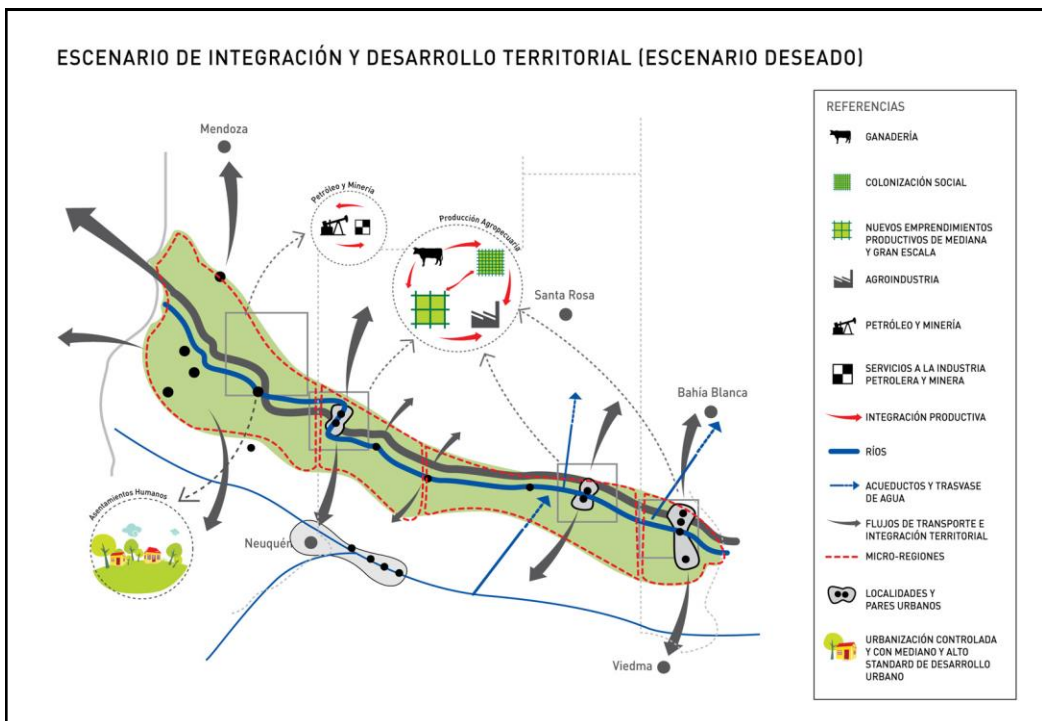 ESCENARIO DE INTEGRACIÓN Y DESARROLLO TERRITORIAL (ESCENARIO DESEADO)
Mendoza
Petróleo y Minería
Producción Agropecuaria
Santa Rosa
Bahía Blanca
Asentamientos Humanos
Neuquén
Viedma
REFERENCIAS
GANADERÍA
COLONIZACIÓN SOCIAL
NUEVOS EMPRENDIMIENTOS
PRODUCTIVOS DE MEDIANA
Y GRAN ESCALA
AGROINDUSTRIA
PETRÓLEO Y MINERÍA
SERVICIOS A LA INDUSTRIA
PETROLERA Y MINERA
INTEGRACIÓN PRODUCTIVA
RÍOS
ACUEDUCTOS Y TRASVASE
DE AGUA
FLUJOS DE TRANSPORTE E
INTEGRACIÓN TERRITORIAL
MICRO-REGIONES
LOCALIDADES Y
PARES URBANOS
URBANIZACIÓN CONTROLADA
Y CON MEDIANO Y ALTO
STANDARD DE DESARROLLO
URBANO